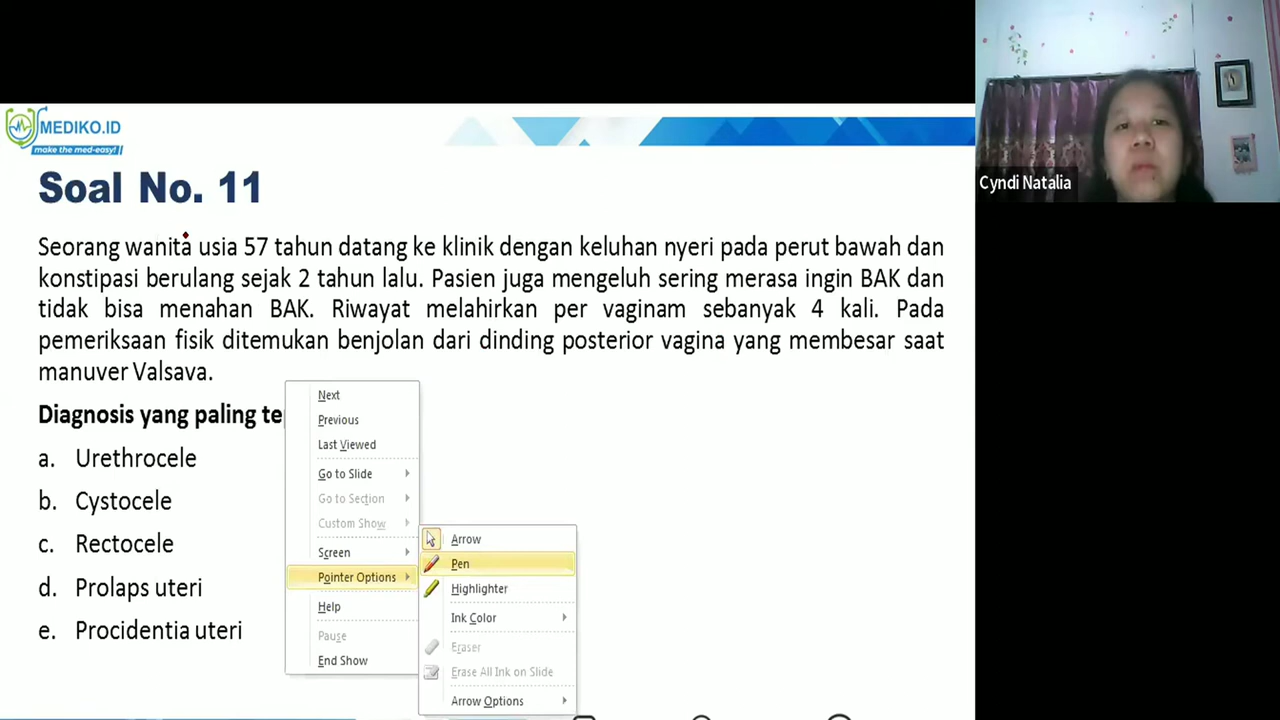 MEDIKO.ID
make the med-easy!
Soal No. 11
Seorang wanita usia 57 tahun datang ke klinik dengan keluhan nyeri pada perut bawah dan
konstipasi berulang sejak 2 tahun lalu. Pasien juga mengeluh sering merasa ingin BAK dan
tidak bisa menahan BAK. Riwayat melahirkan per vaginam sebanyak 4 kali. Pada
pemeriksaan fisik ditemukan benjolan dari dinding posterior vagina yang membesar saat
manuver Valsava.
Diagnosis yang paling
a. Urethrocele
b. Cystocele
c. Rectocele
d. Prolaps uteri
e. Procidentia uteri
Next
Previous
Last Viewed
Go to Slide
Go to Section
Custom Show
Screen
Pointer Options
Help
Pause
End Show
Arrow
Pen
Highlighter
Ink Color
Eraser
Erase All Ink on Slide
Arrow Options
Cyndi Natalia